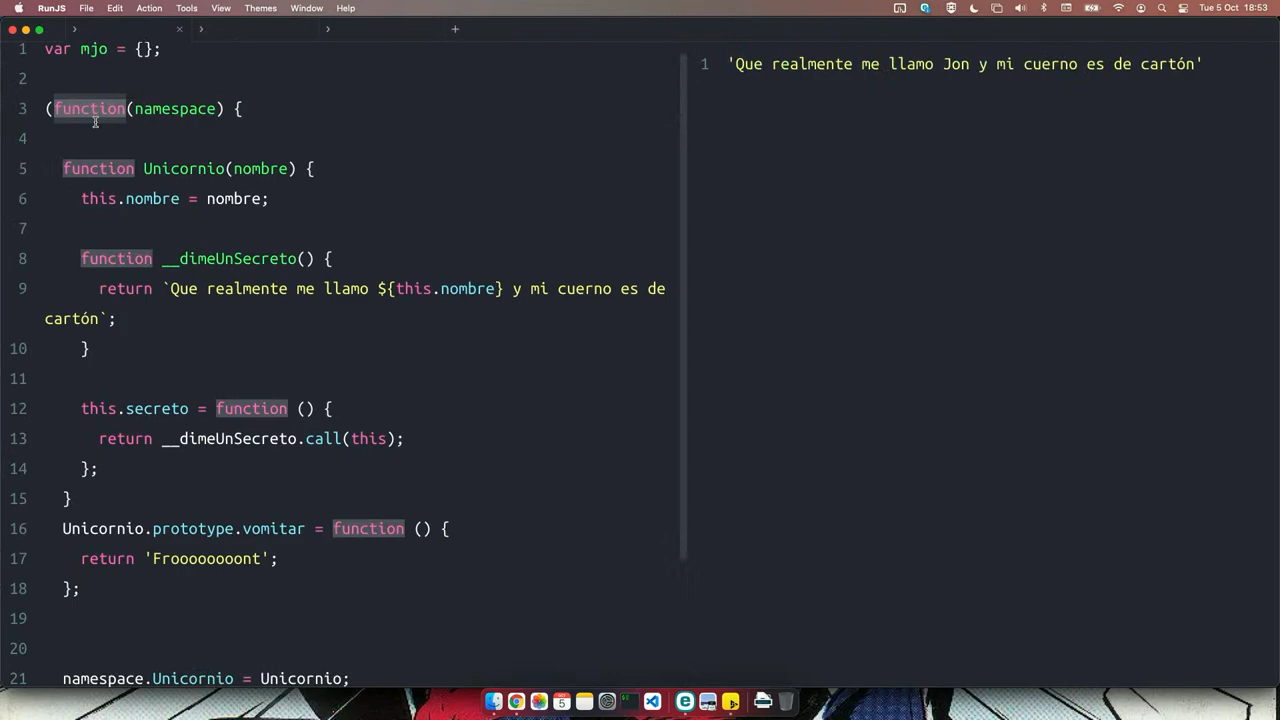 RunJS File Edit Action Tools View Themes Window Help Tue 5 Oct 18:53
1 var mjo = {};
2
3 (function(namespace) {
4
5 function Unicornio(nombre) {
6 this.nombre = nombre;
7
8 function __dimeUnSecreto() {
9 return `Que realmente me llamo ${this.nombre} y mi cuerno es de
cartón`;
10 }
11
12 this.secreto = function () {
13 return __dimeUnSecreto.call(this);
14 };
15 }
16 Unicornio.prototype.vomitar = function () {
17 return 'Frooooooont';
18 };
19
20
21 namespace.Unicornio = Unicornio;
1 'Que realmente me llamo Jon y mi cuerno es de cartón'